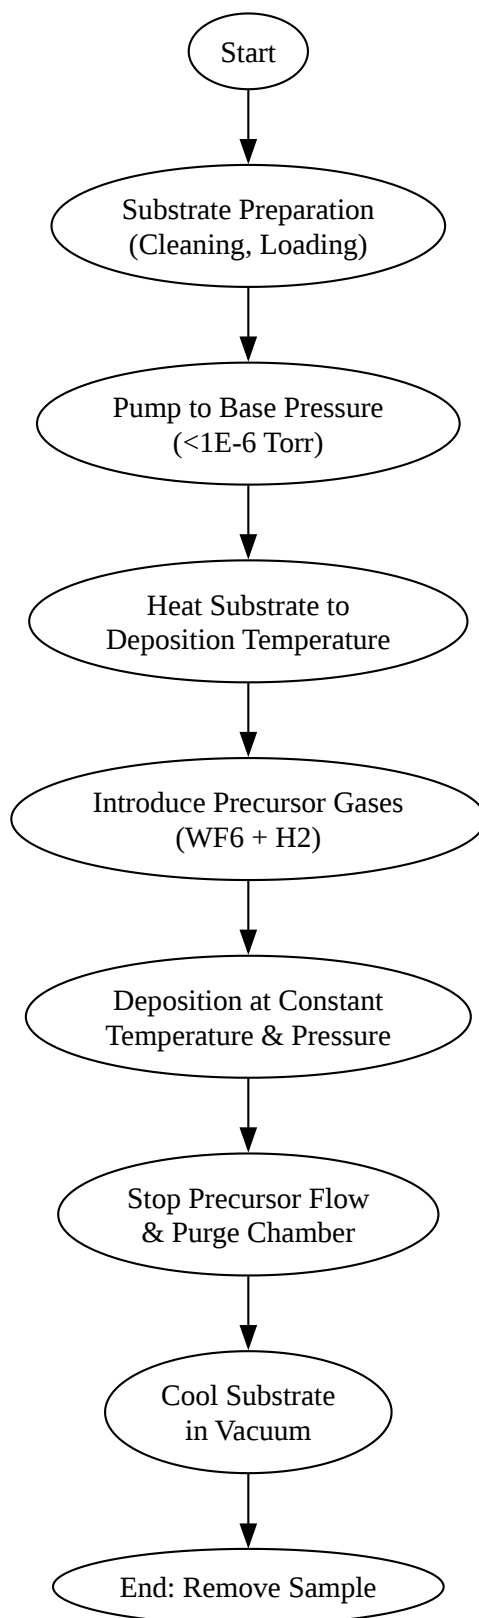 Start
Substrate Preparation
(Cleaning, Loading)
Pump to Base Pressure
(<1E-6 Torr)
Heat Substrate to
Deposition Temperature
Introduce Precursor Gases
(WF6 + H2)
Deposition at Constant
Temperature & Pressure
Stop Precursor Flow
& Purge Chamber
Cool Substrate
in Vacuum
End: Remove Sample